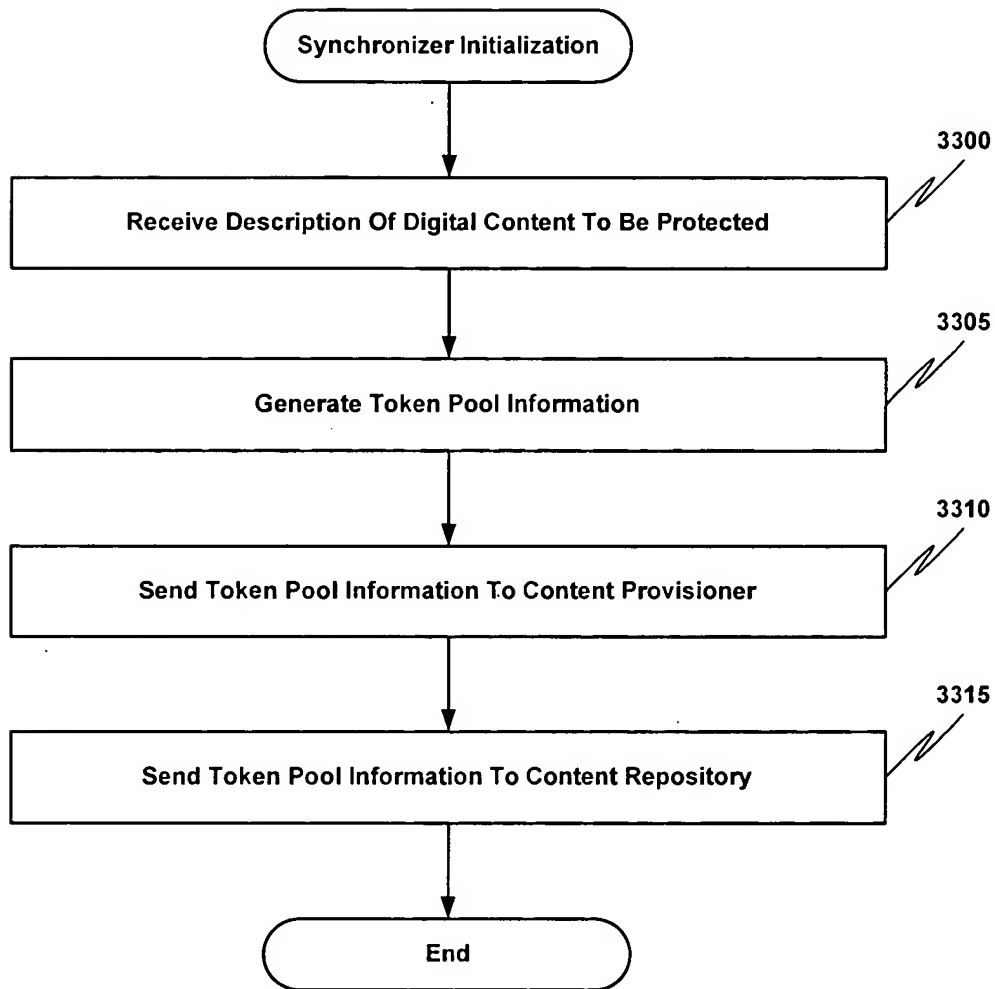 Synchronizer Initialization
3300
Receive Description Of Digital Content To Be Protected
3305
Generate Token Pool Information
3310
Send Token Pool Information To Content Provisioner
3315
Send Token Pool Information To Content Repository
End